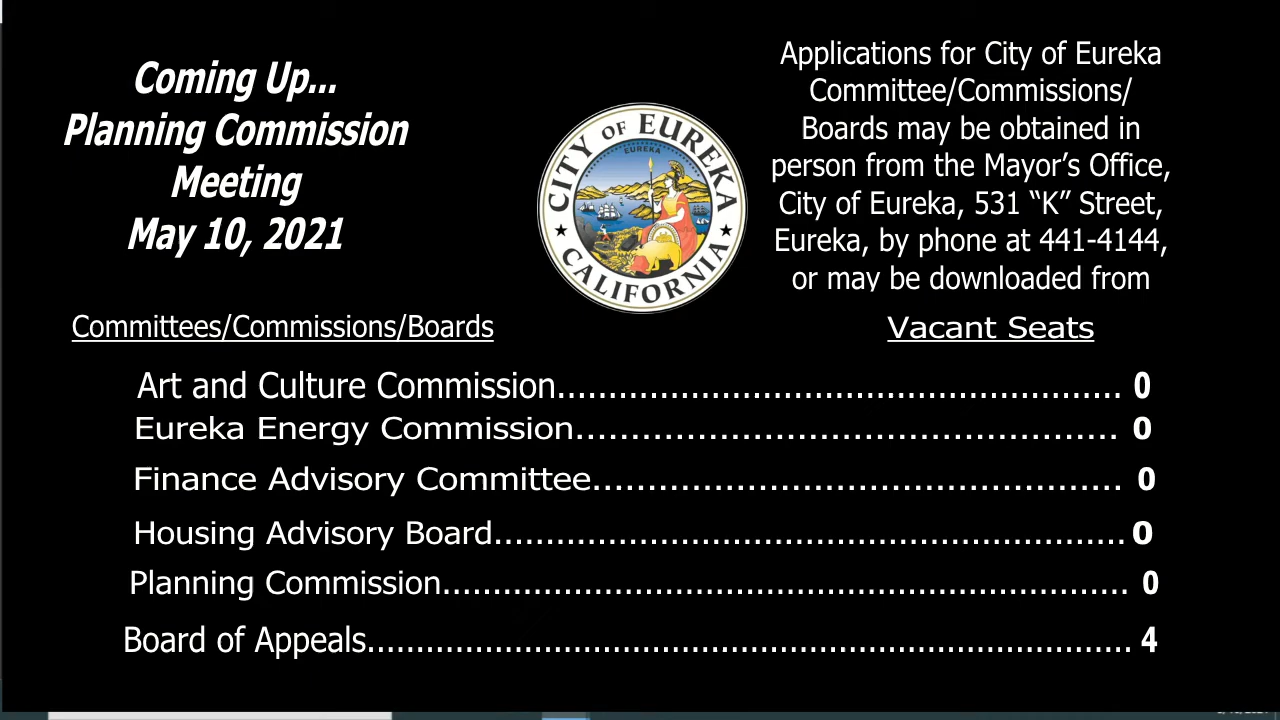 Coming Up...
Planning Commission
Meeting
May 10, 2021
CITY OF EUREKA
EUREKA
CALIFORNIA
Applications for City of Eureka
Committee/Commissions/
Boards may be obtained in
person from the Mayor’s Office,
City of Eureka, 531 “K” Street,
Eureka, by phone at 441-4144,
or may be downloaded from
Committees/Commissions/Boards Vacant Seats
Art and Culture Commission....................................................... 0
Eureka Energy Commission................................................ 0
Finance Advisory Committee............................................... 0
Housing Advisory Board.............................................................0
Planning Commission................................................................... 0
Board of Appeals............................................................................ 4